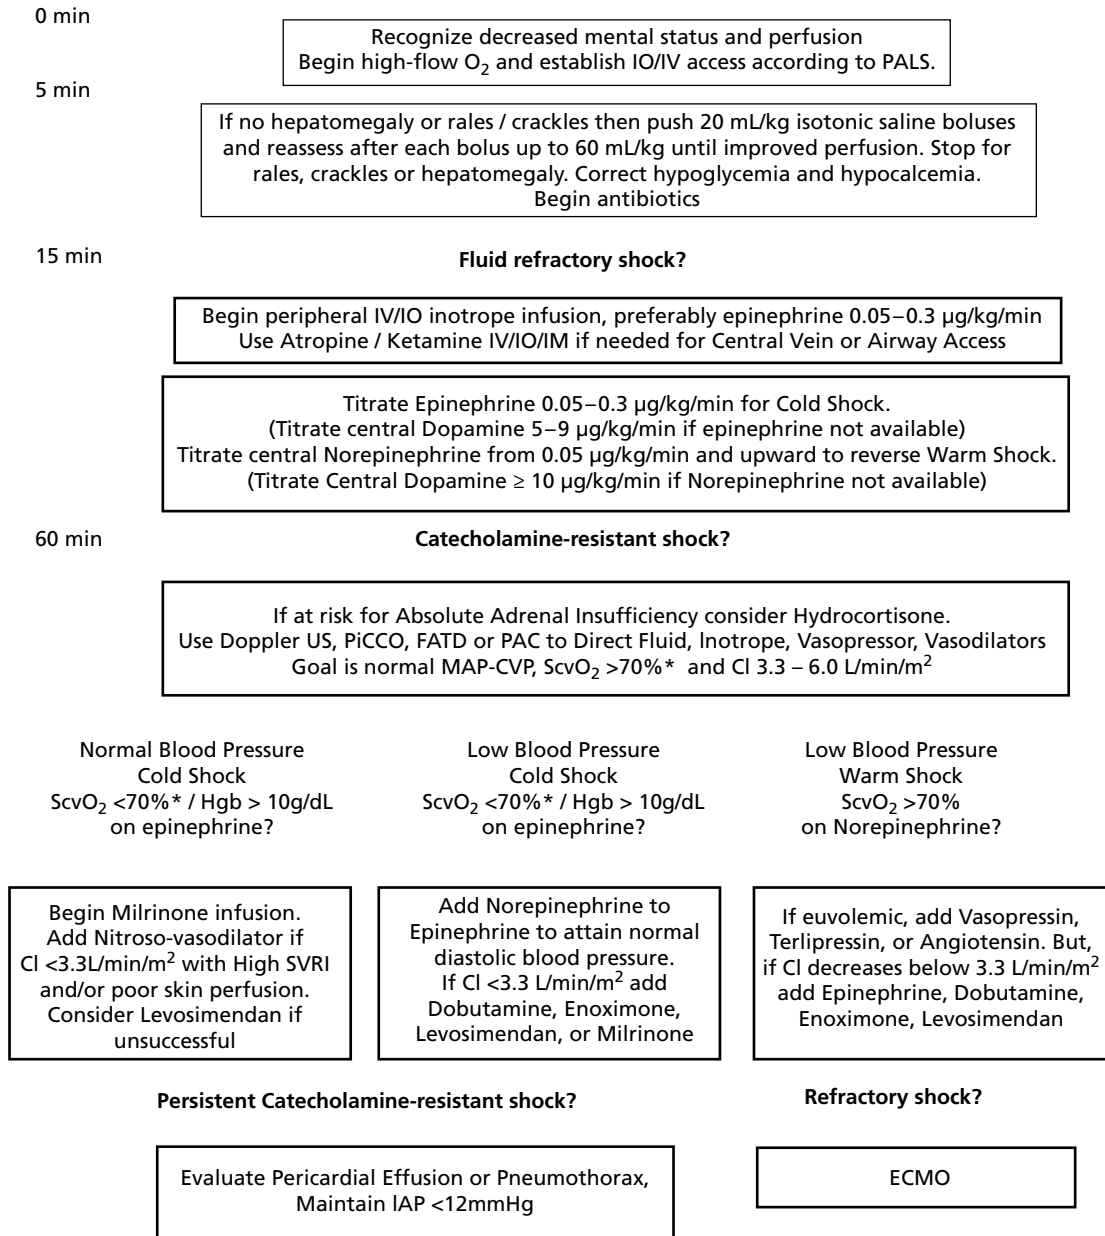 0 min
Recognize decreased mental status and perfusion
Begin high-flow O₂ and establish IO/IV access according to PALS.
5 min
If no hepatomegaly or rales / crackles then push 20 mL/kg isotonic saline boluses
and reassess after each bolus up to 60 mL/kg until improved perfusion. Stop for
rales, crackles or hepatomegaly. Correct hypoglycemia and hypocalcemia.
Begin antibiotics
15 min
Fluid refractory shock?
Begin peripheral IV/IO inotrope infusion, preferably epinephrine 0.05–0.3 µg/kg/min
Use Atropine / Ketamine IV/IO/IM if needed for Central Vein or Airway Access
Titrate Epinephrine 0.05–0.3 µg/kg/min for Cold Shock.
(Titrate central Dopamine 5–9 µg/kg/min if epinephrine not available)
Titrate central Norepinephrine from 0.05 µg/kg/min and upward to reverse Warm Shock.
(Titrate Central Dopamine ≥ 10 µg/kg/min if Norepinephrine not available)
60 min
Catecholamine-resistant shock?
If at risk for Absolute Adrenal Insufficiency consider Hydrocortisone.
Use Doppler US, PiCCO, FATD or PAC to Direct Fluid, Inotrope, Vasopressor, Vasodilators
Goal is normal MAP-CVP, ScvO₂ >70%* and CI 3.3 – 6.0 L/min/m²
Normal Blood Pressure
Cold Shock
ScvO₂ <70%* / Hgb > 10g/dL
on epinephrine?
Low Blood Pressure
Cold Shock
ScvO₂ <70%* / Hgb > 10g/dL
on epinephrine?
Low Blood Pressure
Warm Shock
ScvO₂ >70%
on Norepinephrine?
Begin Milrinone infusion.
Add Nitroso-vasodilator if
CI <3.3L/min/m² with High SVRI
and/or poor skin perfusion.
Consider Levosimendan if
unsuccessful
Add Norepinephrine to
Epinephrine to attain normal
diastolic blood pressure.
If CI <3.3 L/min/m² add
Dobutamine, Enoximone,
Levosimendan, or Milrinone
If euvolemic, add Vasopressin,
Terlipressin, or Angiotensin. But,
if CI decreases below 3.3 L/min/m²
add Epinephrine, Dobutamine,
Enoximone, Levosimendan
Persistent Catecholamine-resistant shock?
Refractory shock?
Evaluate Pericardial Effusion or Pneumothorax,
Maintain IAP <12mmHg
ECMO